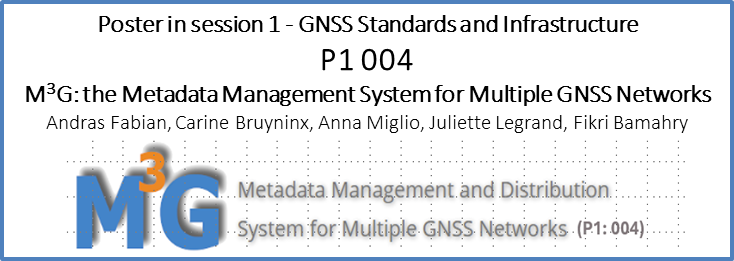 Poster in session 1 - GNSS Standards and Infrastructure
P1 004
M³G: the Metadata Management System for Multiple GNSS Networks
Andras Fabian, Carine Bruyninx, Anna Miglio, Juliette Legrand, Fikri Bamahry
M³G
Metadata Management and Distribution
System for Multiple GNSS Networks (P1: 004)